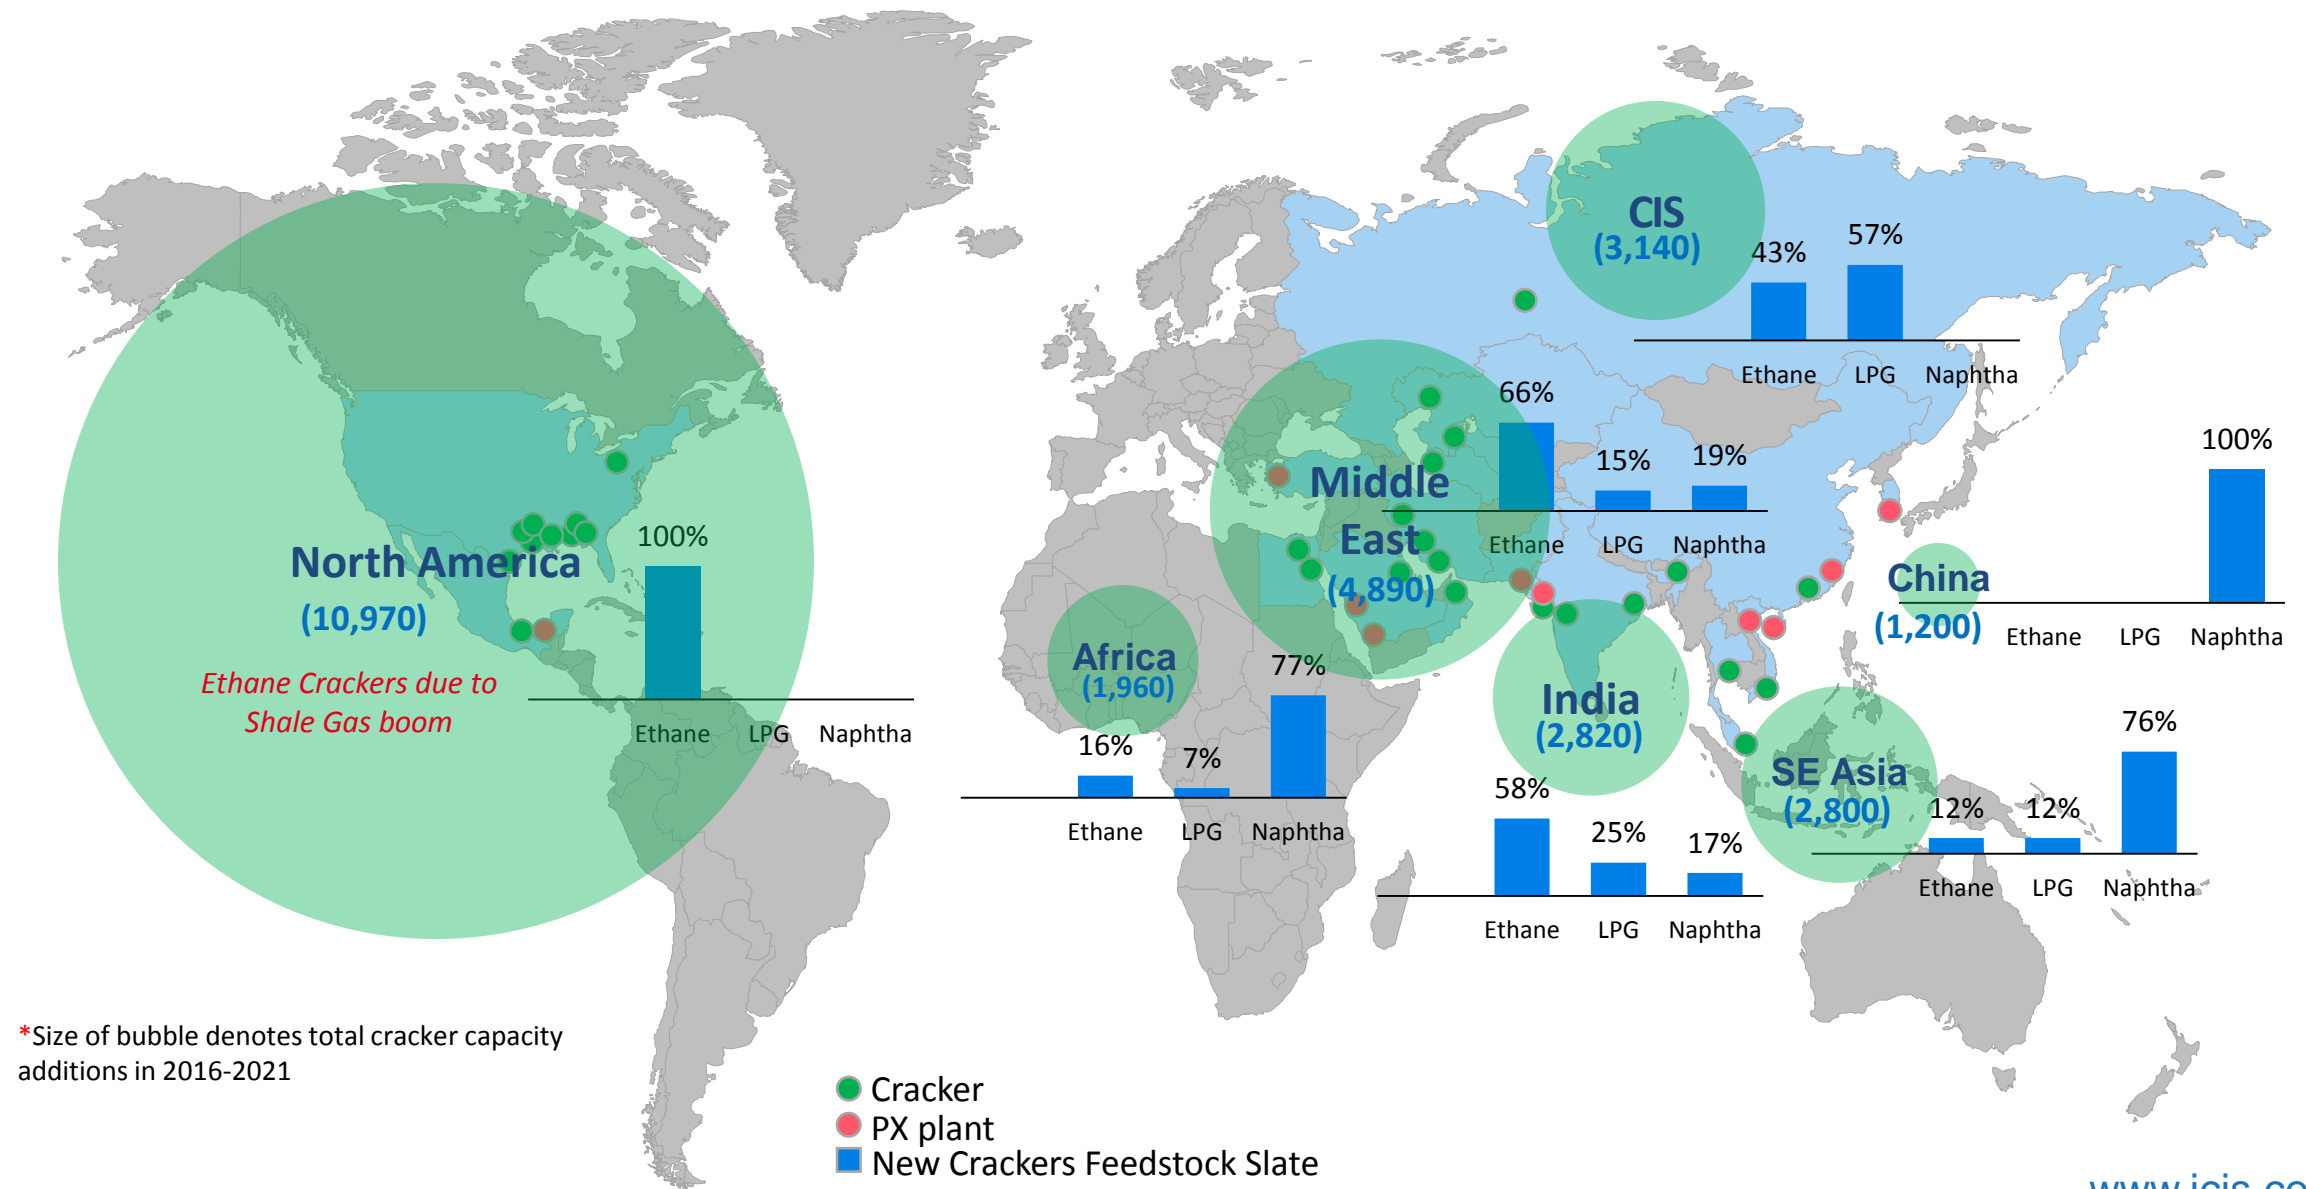 CIS
(3,140)
43%
57%
Ethane
LPG
Naphtha
66%
15%
19%
Middle
East
(4,890)
Ethane
LPG
Naphtha
100%
China
(1,200)
Ethane
LPG
Naphtha
North America
(10,970)
100%
Ethane Crackers due to
Shale Gas boom
Ethane
LPG
Naphtha
Africa
(1,960)
16%
7%
77%
Ethane
LPG
Naphtha
India
(2,820)
58%
25%
17%
Ethane
LPG
Naphtha
SE Asia
(2,800)
12%
12%
76%
Ethane
LPG
Naphtha
*Size of bubble denotes total cracker capacity
additions in 2016-2021
Cracker
PX plant
New Crackers Feedstock Slate